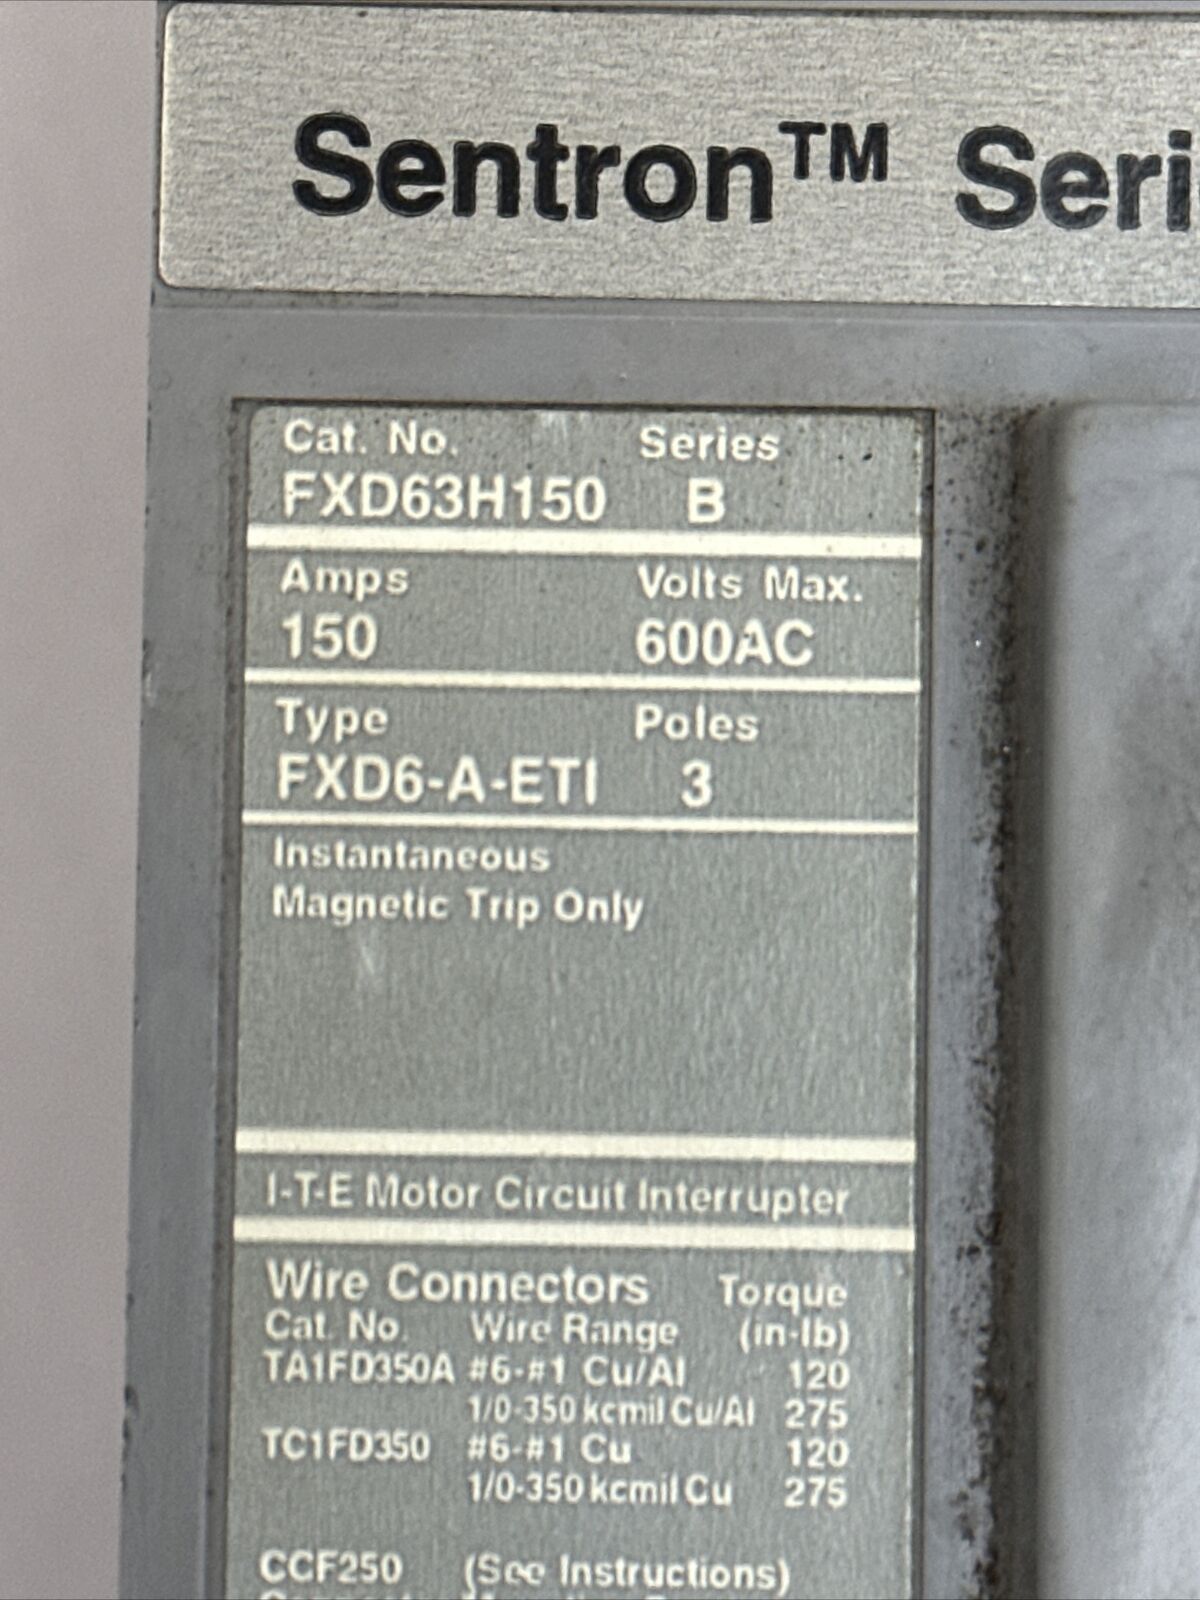 Sentron™ Seri
Cat. No. Series
FXD63H150 B
Amps Volts Max.
150 600AC
Type Poles
FXD6-A-ETI 3
Instantaneous
Magnetic Trip Only
I-T-E Motor Circuit Interrupter
Wire Connectors Torque
Cat. No. Wire Range (in-lb)
TA1FD350A #6-#1 Cu/Al 120
1/0-350 kcmil Cu/Al 275
TC1FD350 #6-#1 Cu 120
1/0-350 kcmil Cu 275
CCF250 (See Instructions)